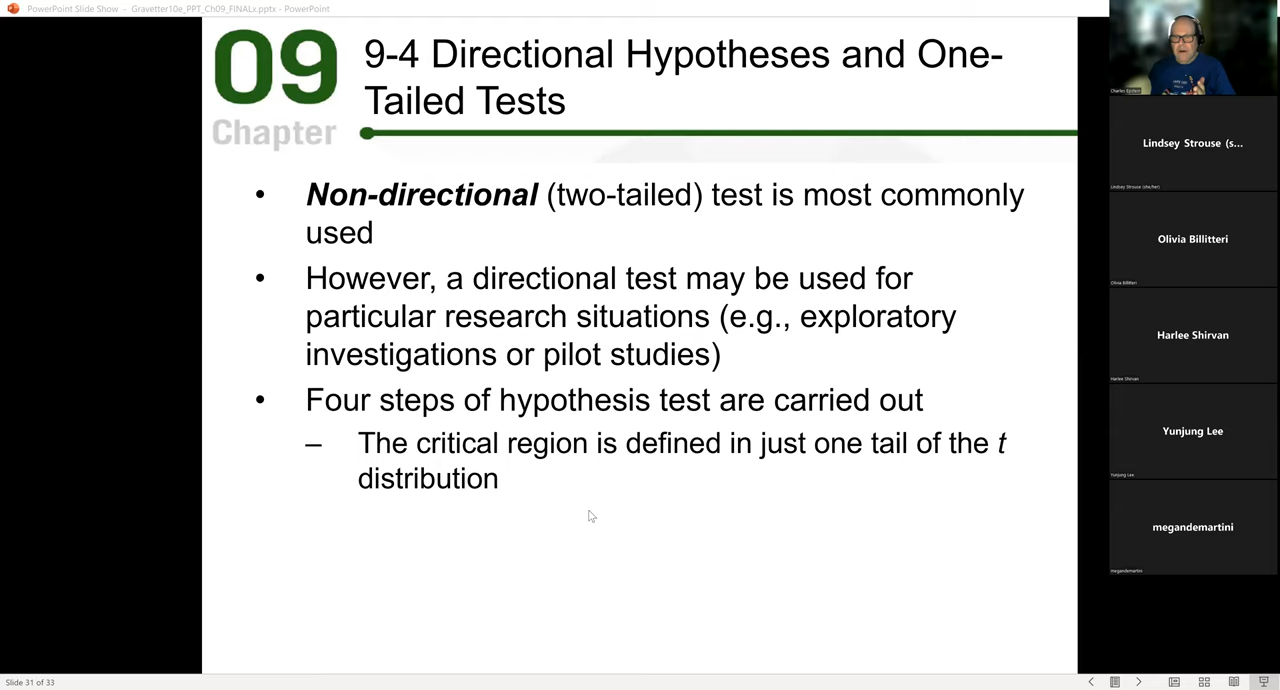 PowerPoint Slide Show - Gravetter10e_PPT_Ch09_FINALx.pptx - PowerPoint
09
Chapter
9-4 Directional Hypotheses and One-
Tailed Tests
• Non-directional (two-tailed) test is most commonly
used
• However, a directional test may be used for
particular research situations (e.g., exploratory
investigations or pilot studies)
• Four steps of hypothesis test are carried out
– The critical region is defined in just one tail of the t
distribution
Charles Epstein
Lindsey Strouse (s...
Lindsey Strouse (she/her)
Olivia Billitteri
Olivia Billitteri
Harlee Shirvan
Harlee Shirvan
Yunjung Lee
Yunjung Lee
megandemartini
megandemartini
Slide 31 of 33